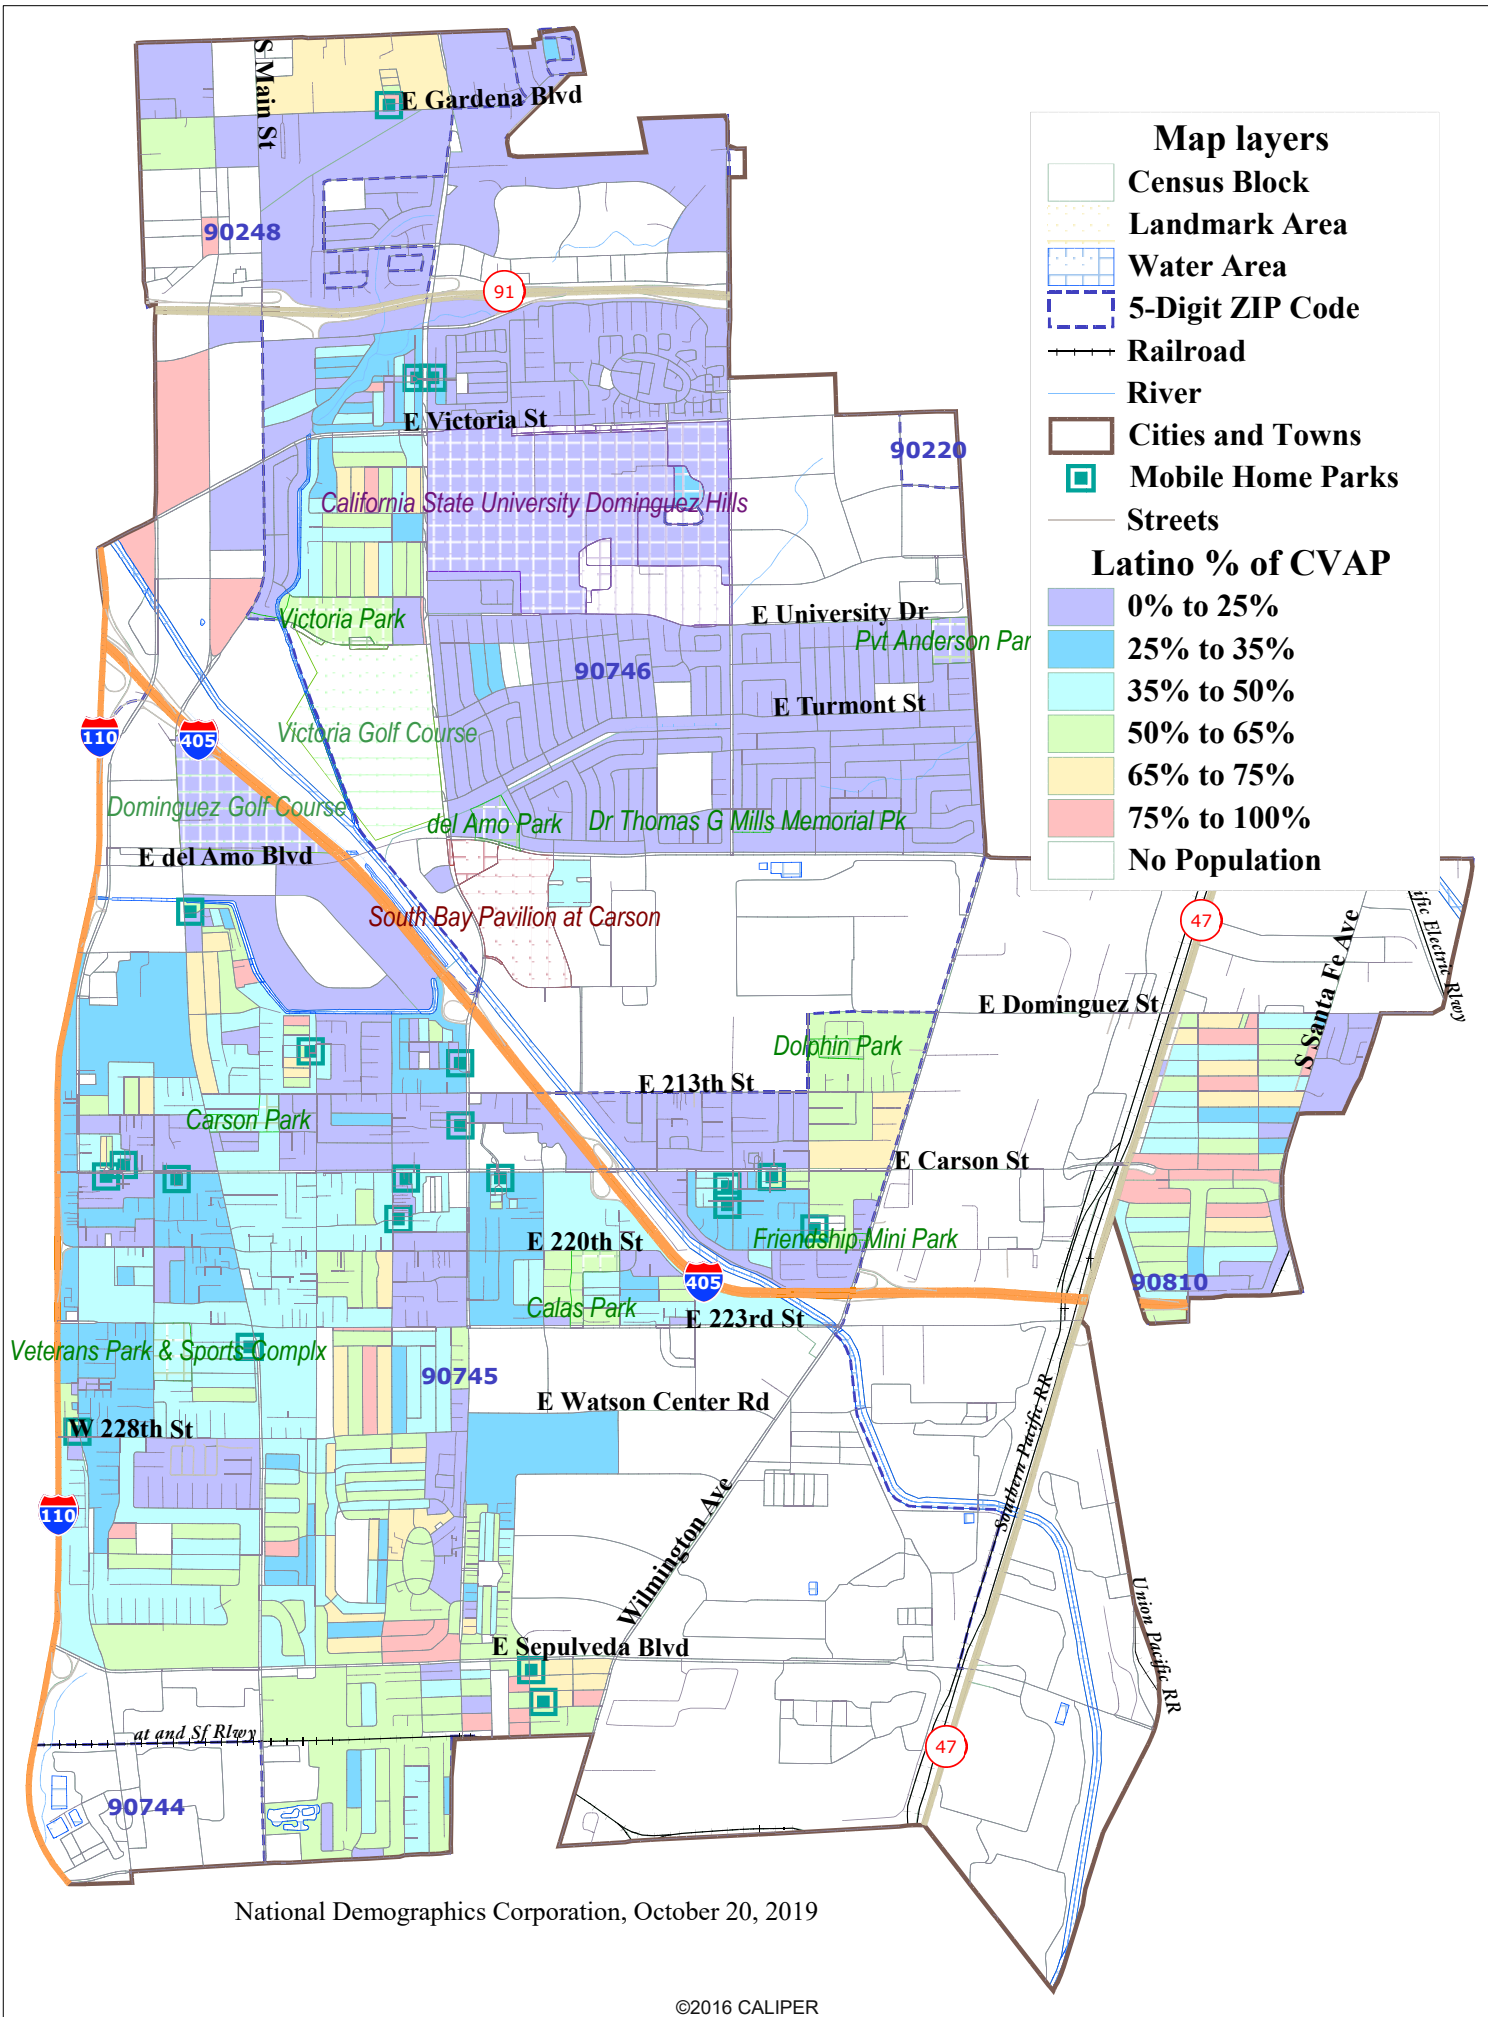 S Main St
E Gardena Blvd
90248
91
E Victoria St
90220
California State University Dominguez Hills
E University Dr
Victoria Park
Pvt Anderson Par
90746
E Turmont St
110
405
Victoria Golf Course
Dominguez Golf Course
del Amo Park
Dr Thomas G Mills Memorial Pk
E del Amo Blvd
South Bay Pavilion at Carson
47
S Santa Fe Ave
ific Electric Rlwy
E Dominguez St
Dolphin Park
E 213th St
Carson Park
E Carson St
E 220th St
Friendship Mini Park
405
90810
Calas Park
E 223rd St
Veterans Park & Sports Complx
90745
E Watson Center Rd
W 228th St
Southern Pacific RR
Wilmington Ave
110
Union Pacific RR
E Sepulveda Blvd
at and Sf Rlwy
47
90744
Map layers
Census Block
Landmark Area
Water Area
5-Digit ZIP Code
Railroad
River
Cities and Towns
Mobile Home Parks
Streets
Latino % of CVAP
0% to 25%
25% to 35%
35% to 50%
50% to 65%
65% to 75%
75% to 100%
No Population
National Demographics Corporation, October 20, 2019
©2016 CALIPER